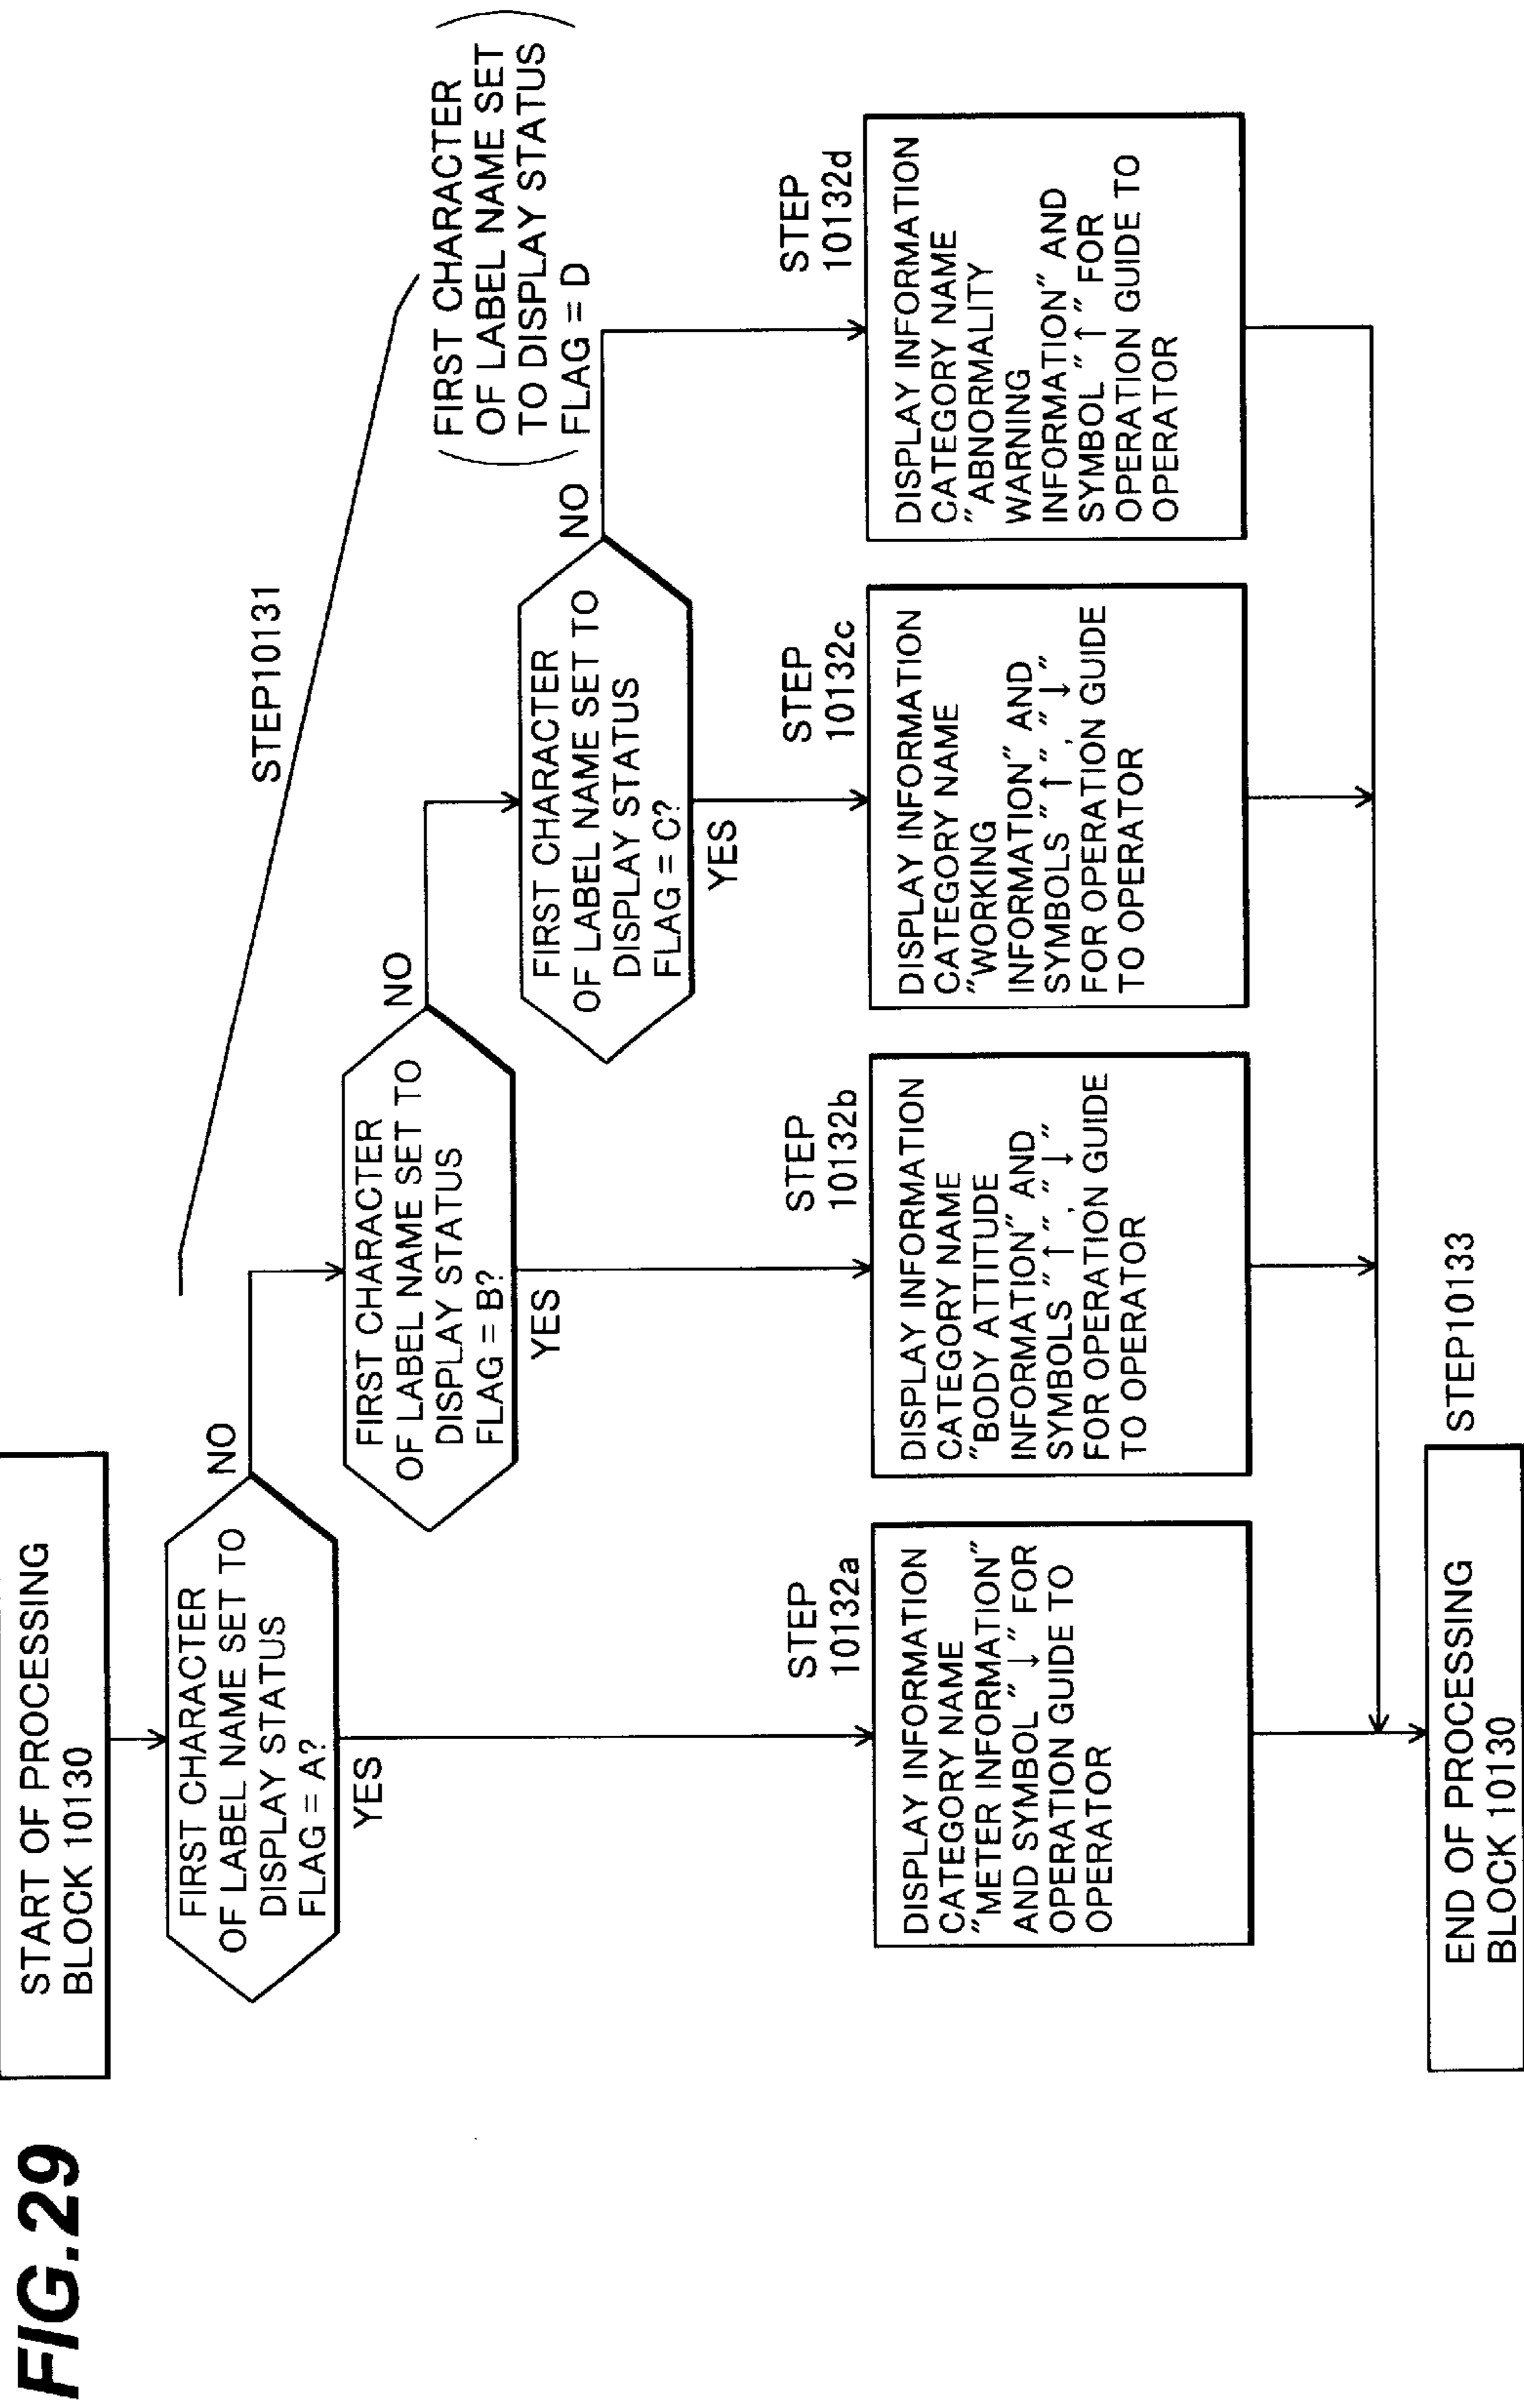 FIG.29
START OF PROCESSING
BLOCK 10130
STEP10131
FIRST CHARACTER
OF LABEL NAME SET TO
DISPLAY STATUS
FLAG = A?
NO
YES
FIRST CHARACTER
OF LABEL NAME SET TO
DISPLAY STATUS
FLAG = B?
NO
YES
FIRST CHARACTER
OF LABEL NAME SET TO
DISPLAY STATUS
FLAG = C?
NO
YES
(FIRST CHARACTER
OF LABEL NAME SET
TO DISPLAY STATUS
FLAG = D)
STEP
10132a
DISPLAY INFORMATION
CATEGORY NAME
"METER INFORMATION"
AND SYMBOL "↓" FOR
OPERATION GUIDE TO
OPERATOR
STEP
10132b
DISPLAY INFORMATION
CATEGORY NAME
"BODY ATTITUDE
INFORMATION" AND
SYMBOLS "↑", "↓"
FOR OPERATION GUIDE
TO OPERATOR
STEP
10132c
DISPLAY INFORMATION
CATEGORY NAME
"WORKING
INFORMATION" AND
SYMBOLS "↑", "↓"
FOR OPERATION GUIDE
TO OPERATOR
STEP
10132d
DISPLAY INFORMATION
CATEGORY NAME
"ABNORMALITY
WARNING
INFORMATION" AND
SYMBOL "↑" FOR
OPERATION GUIDE TO
OPERATOR
END OF PROCESSING
BLOCK 10130
STEP10133